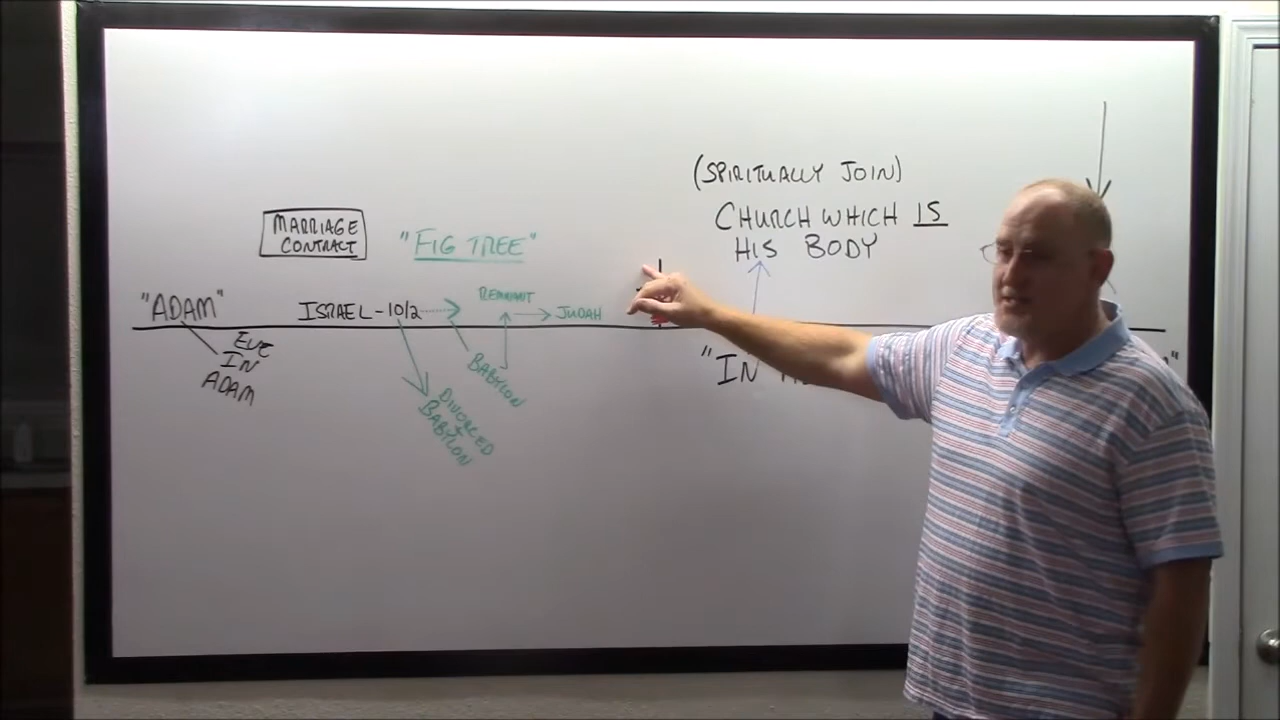 (SPIRITUALLY JOIN)
CHURCH WHICH IS
HIS BODY
MARRIAGE
CONTRACT
"FIG TREE"
"ADAM"
ISRAEL - 10/2
REMNANT
JUDAH
EVE
IN
ADAM
BABYLON
DIVORCED
BABYLON
"IN